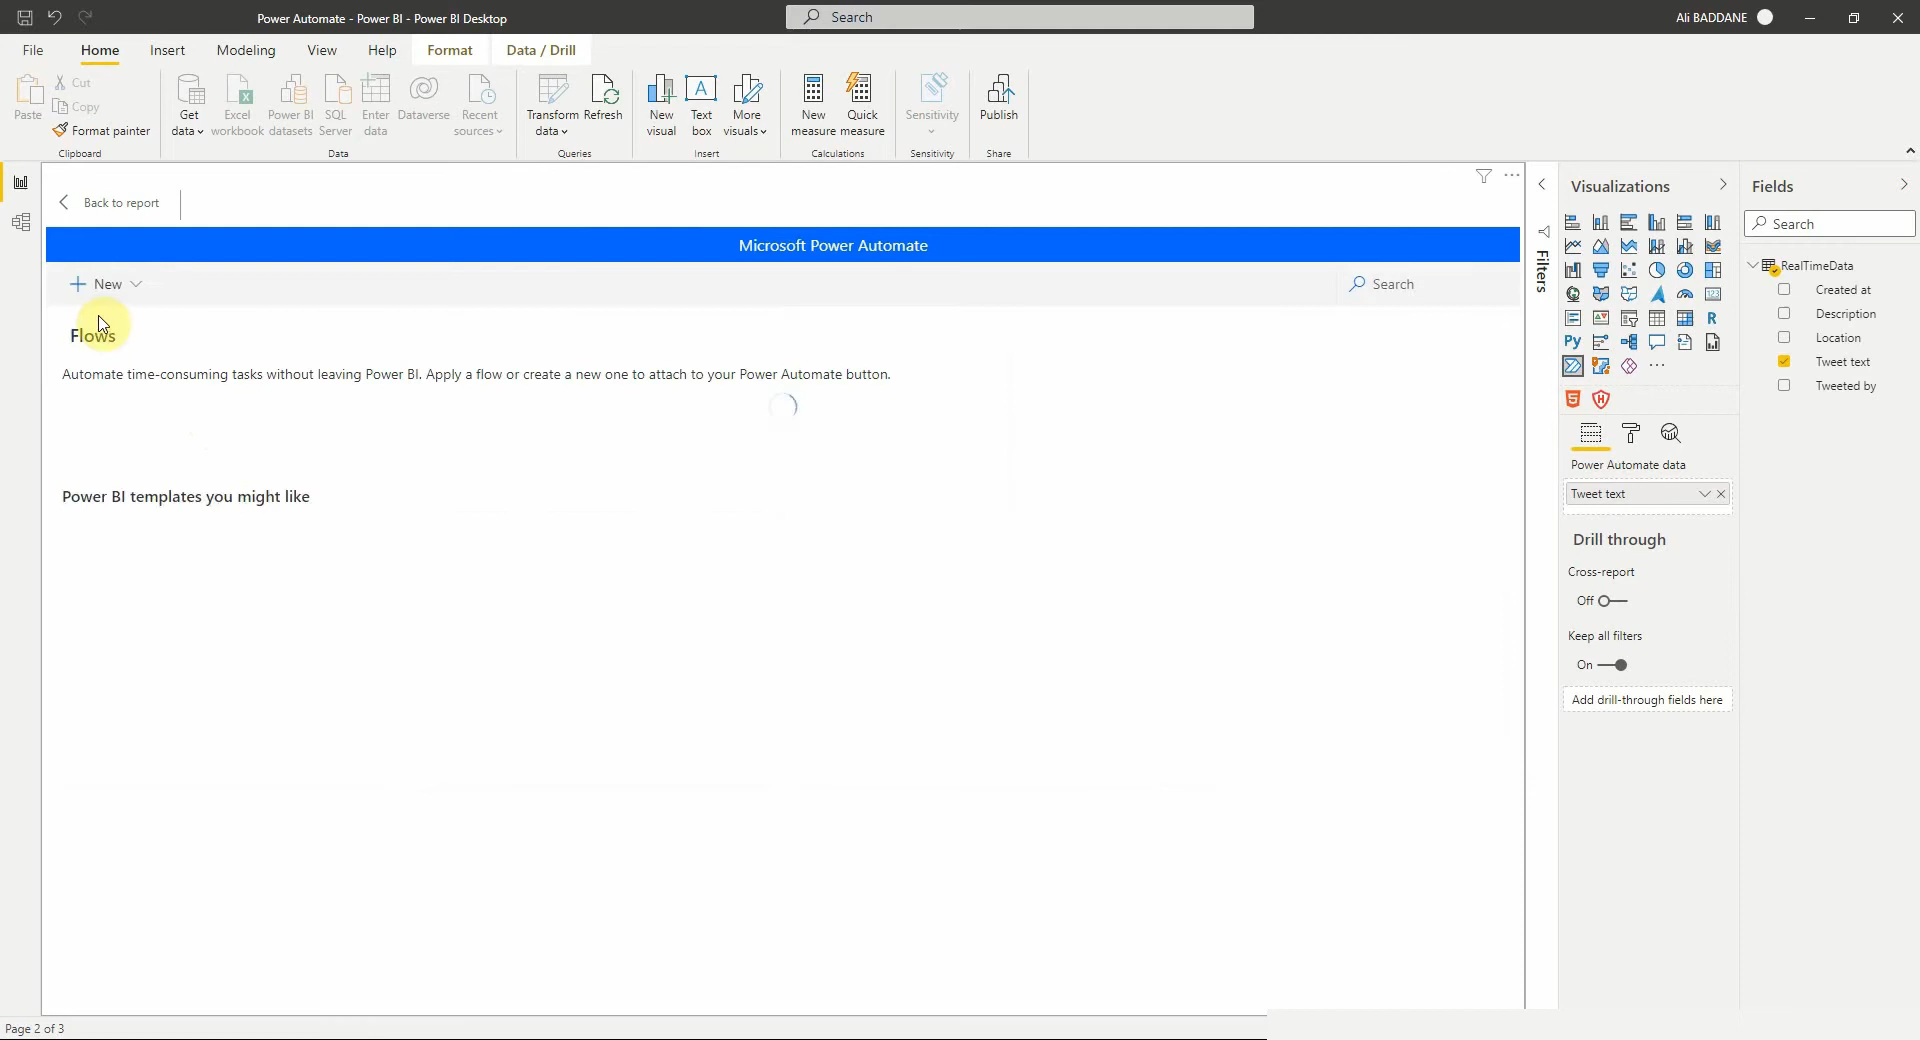 Power Automate - Power BI - Power BI Desktop
Search
Ali BADDANE
File
Home
Insert
Modeling
View
Help
Format
Data / Drill
Paste
Cut
Copy
Format painter
Clipboard
Get data
Excel workbook
Power BI datasets
SQL Server
Enter data
Dataverse
Recent sources
Data
Transform data
Refresh
Queries
New visual
Text box
More visuals
Insert
New measure
Quick measure
Calculations
Sensitivity
Sensitivity
Publish
Share
Back to report
Microsoft Power Automate
New
Search
Flows
Automate time-consuming tasks without leaving Power BI. Apply a flow or create a new one to attach to your Power Automate button.
Power BI templates you might like
Filters
Visualizations
R
Py
Power Automate data
Tweet text
Drill through
Cross-report
Off
Keep all filters
On
Add drill-through fields here
Fields
Search
RealTimeData
Created at
Description
Location
Tweet text
Tweeted by
Page 2 of 3